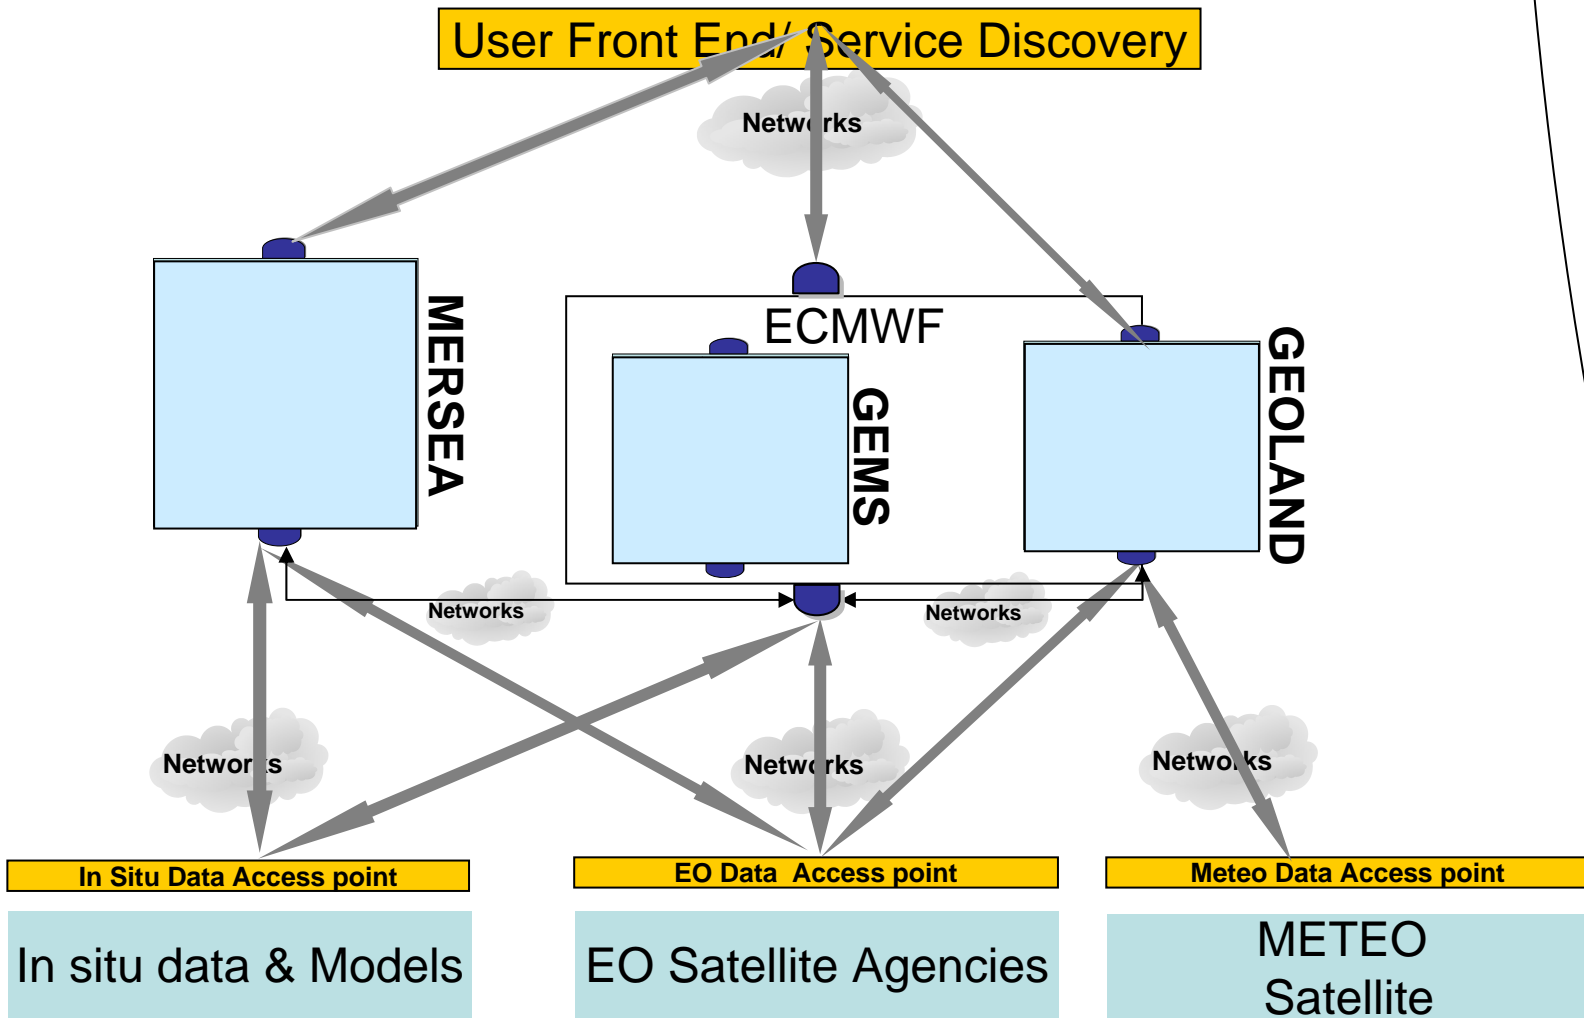 User Front End/ Service Discovery
Networks
ECMWF
MERSEA
GEMS
GEOLAND
Networks
Networks
Networks
Networks
Networks
In Situ Data Access point
EO Data  Access point
Meteo Data Access point
In situ data & Models
EO Satellite Agencies
METEO
Satellite